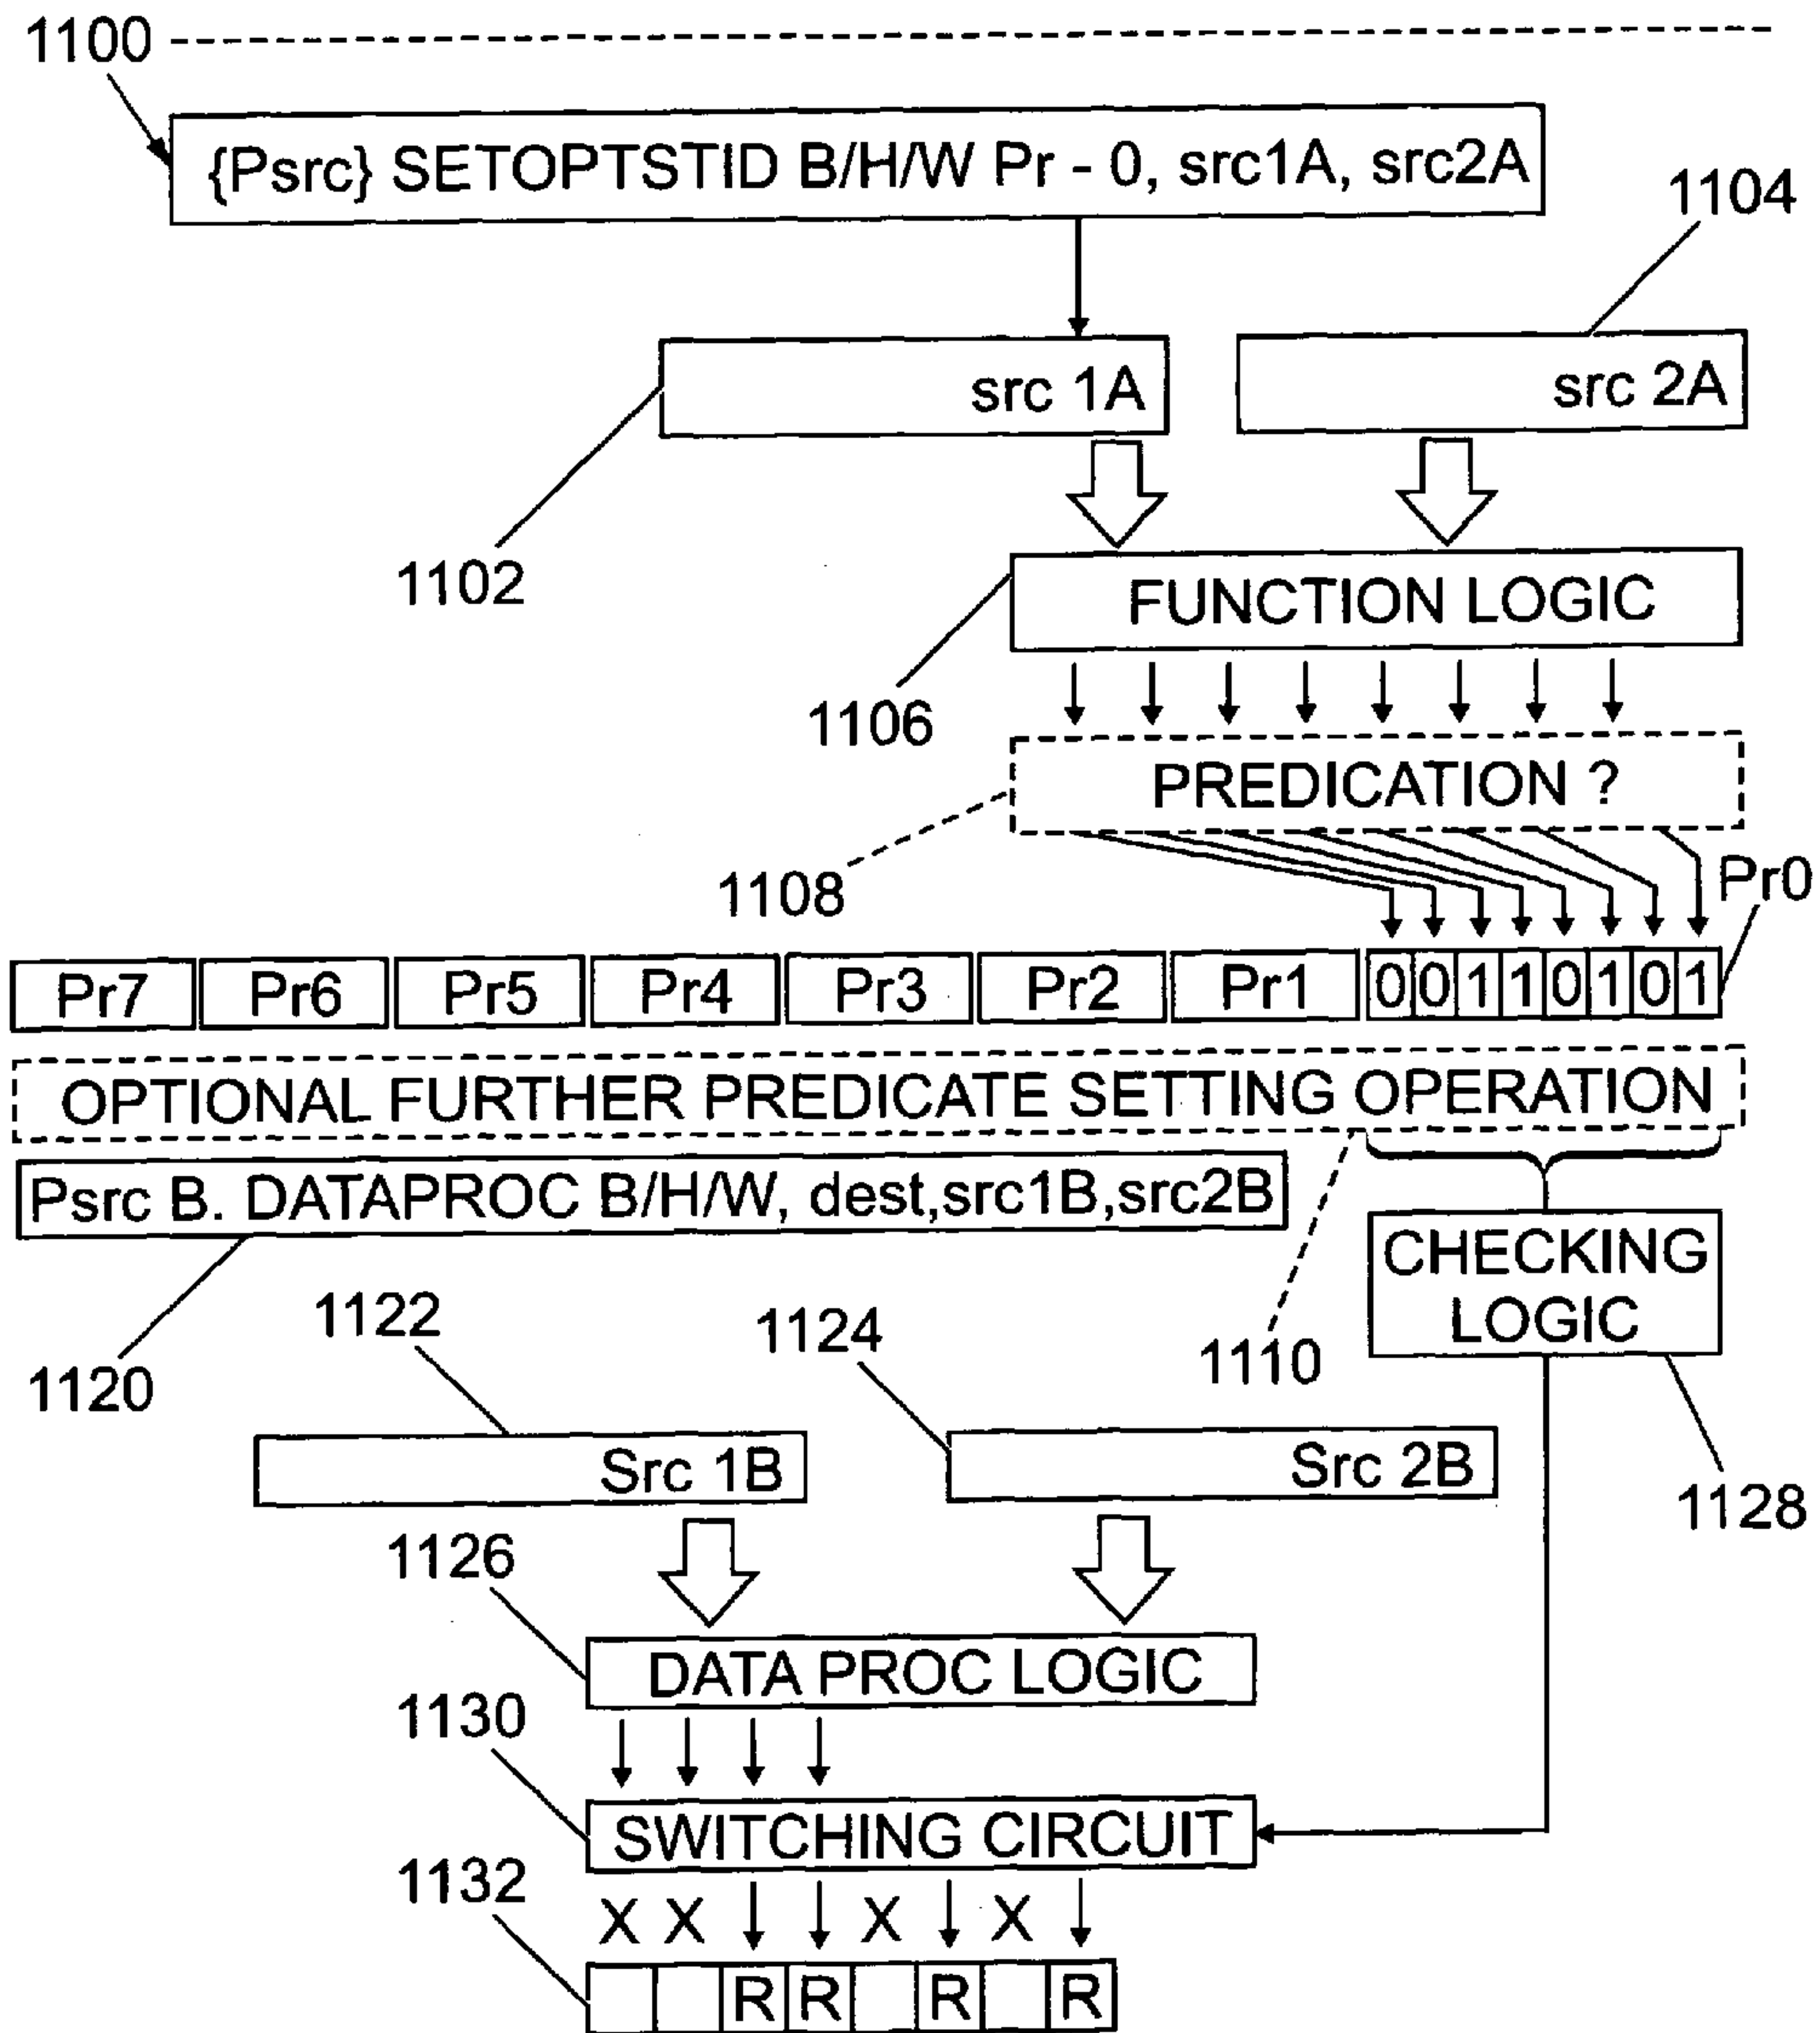 1100
{Psrc} SETOPTSTID B/H/W Pr - 0, src1A, src2A
1104
src 1A
src 2A
1102
FUNCTION LOGIC
1106
PREDICATION ?
1108
Pr0
Pr7 Pr6 Pr5 Pr4 Pr3 Pr2 Pr1 0 0 1 1 0 1 0 1
OPTIONAL FURTHER PREDICATE SETTING OPERATION
Psrc B. DATAPROC B/H/W, dest,src1B,src2B
CHECKING
LOGIC
1122
1124
1110
1120
Src 1B
Src 2B
1128
1126
DATA PROC LOGIC
1130
SWITCHING CIRCUIT
1132
X X X X
R R R R